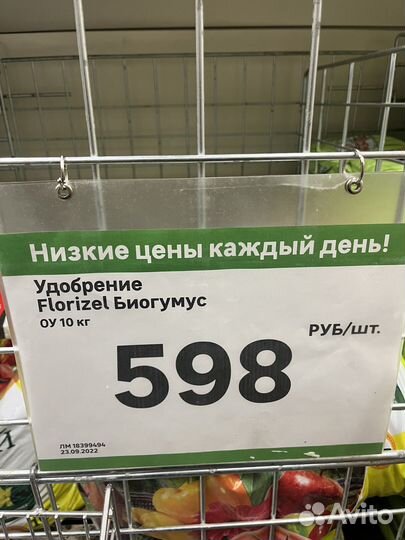 Низкие цены каждый день!
Удобрение
Florizel Биогумус
ОУ 10 кг
РУБ/шт.
598
ЛМ 18399494
23.09.2022
Avito